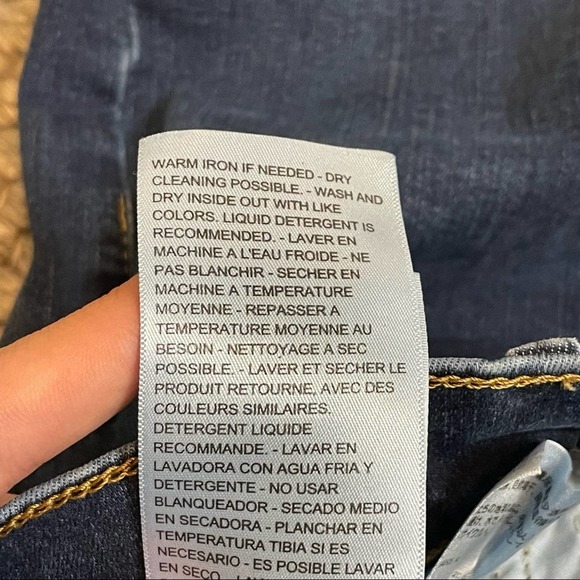 WARM IRON IF NEEDED - DRY
CLEANING POSSIBLE. - WASH AND
DRY INSIDE OUT WITH LIKE
COLORS. LIQUID DETERGENT IS
RECOMMENDED. - LAVER EN
MACHINE A L'EAU FROIDE - NE
PAS BLANCHIR - SECHER EN
MACHINE A TEMPERATURE
MOYENNE - REPASSER A
TEMPERATURE MOYENNE AU
BESOIN - NETTOYAGE A SEC
POSSIBLE. - LAVER ET SECHER LE
PRODUIT RETOURNE, AVEC DES
COULEURS SIMILAIRES.
DETERGENT LIQUIDE
RECOMMANDE. - LAVAR EN
LAVADORA CON AGUA FRIA Y
DETERGENTE - NO USAR
BLANQUEADOR - SECADO MEDIO
EN SECADORA - PLANCHAR EN
TEMPERATURA TIBIA SI ES
NECESARIO - ES POSIBLE LAVAR
EN SECO - LAVAR